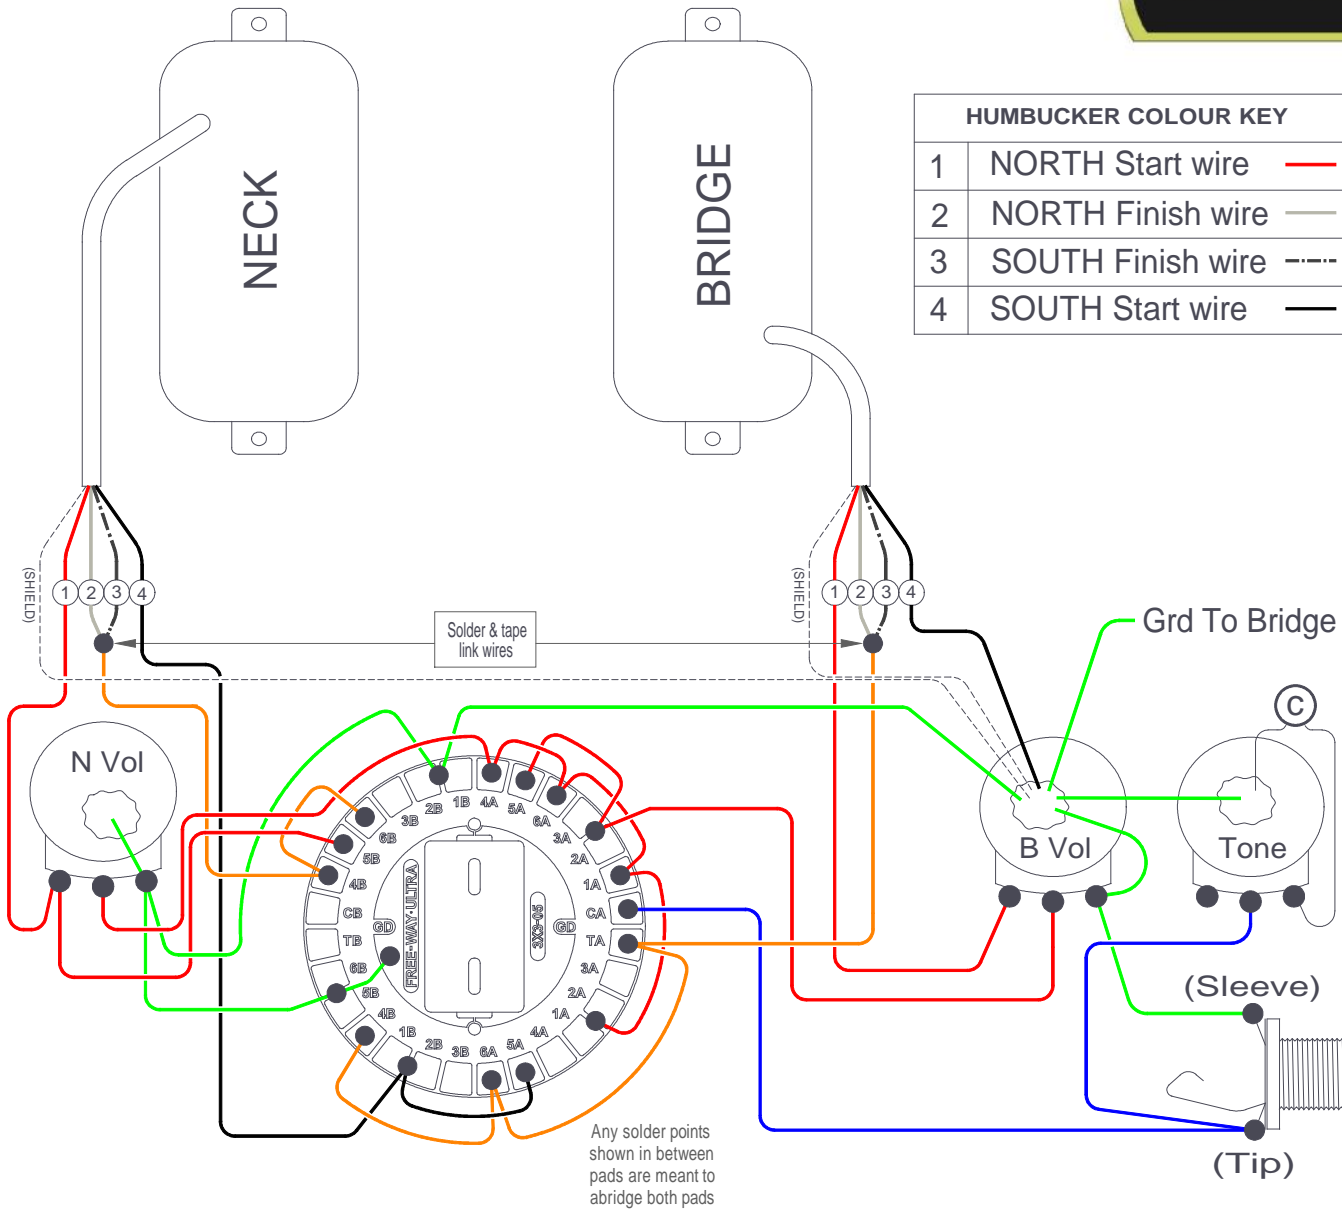 NECK
BRIDGE
HUMBUCKER COLOUR KEY
1 NORTH Start wire
2 NORTH Finish wire
3 SOUTH Finish wire
4 SOUTH Start wire
(SHIELD)
1 2 3 4
(SHIELD)
1 2 3 4
Solder & tape
link wires
Grd To Bridge
C
N Vol
B Vol
Tone
1B
4A
5A
6A
3A
2A
1A
CA
TA
3A
2A
1A
4A
5A
6A
3B
2B
1B
4B
5B
6B
TB
CB
4B
5B
6B
3B
2B
GD
FREE-WAY-ULTRA
3X3-05
GD
(Sleeve)
(Tip)
Any solder points
shown in between
pads are meant to
abridge both pads